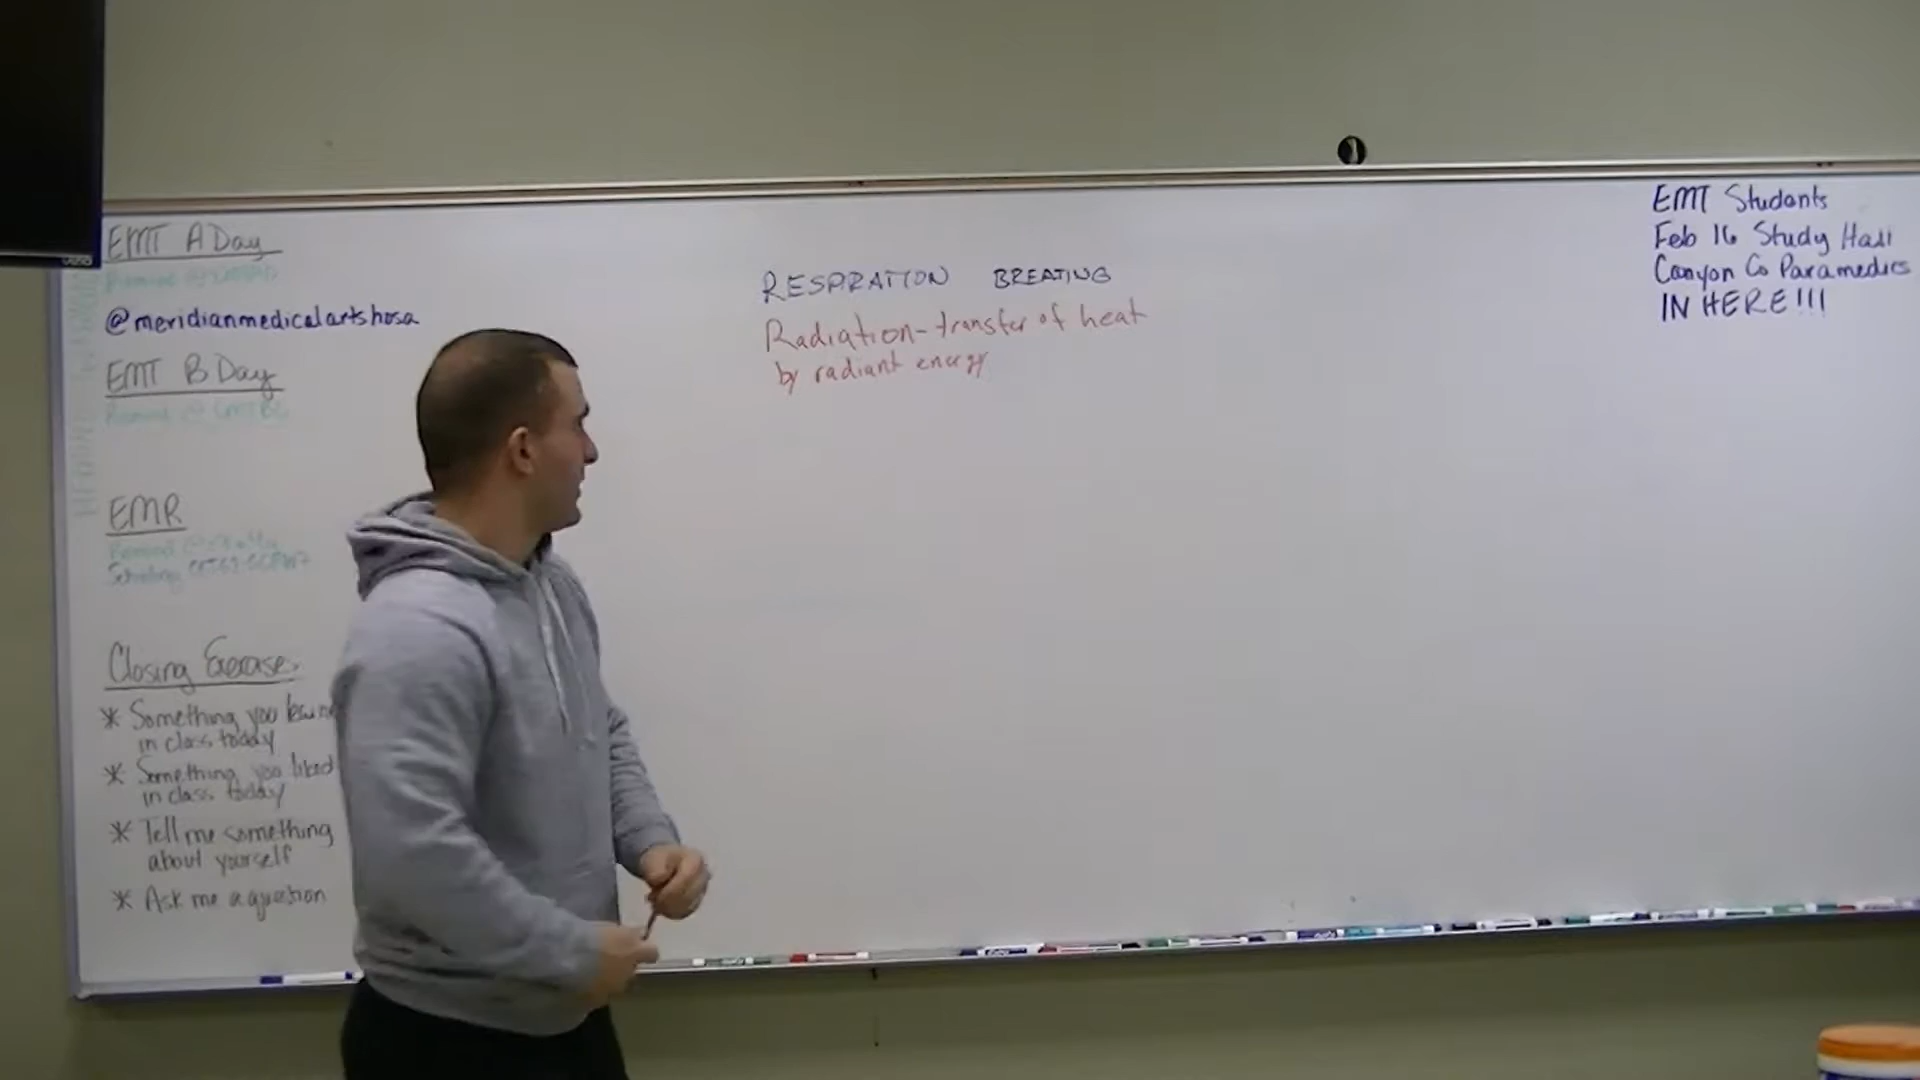 EMT A Day
@meridianmedicalartshosa
EMT B Day
EMR
Closing Exercises
* Something you learned
in class today
* Something you liked
in class today
* Tell me something
about yourself
* Ask me a question
RESPIRATION BREATING
Radiation-transfer of heat
by radiant energy
EMT Students
Feb 16 Study Hall
Canyon Co Paramedics
IN HERE!!!